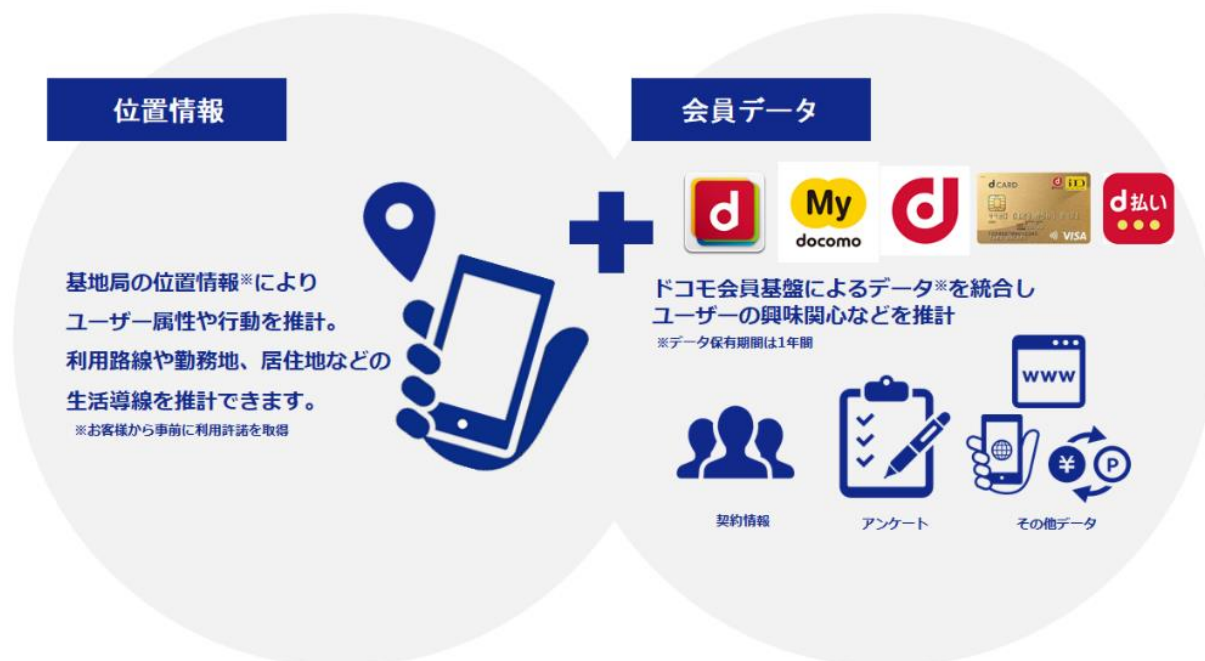 位置情報
基地局の位置情報※により
ユーザー属性や行動を推計。
利用路線や勤務地、居住地などの
生活導線を推計できます。
※お客様から事前に利用許諾を取得
会員データ
d
My
docomo
d
d CARD
iD
VISA
d払い
ドコモ会員基盤によるデータ※を統合し
ユーザーの興味関心などを推計
※データ保有期間は1年間
www
¥
P
契約情報
アンケート
その他データ